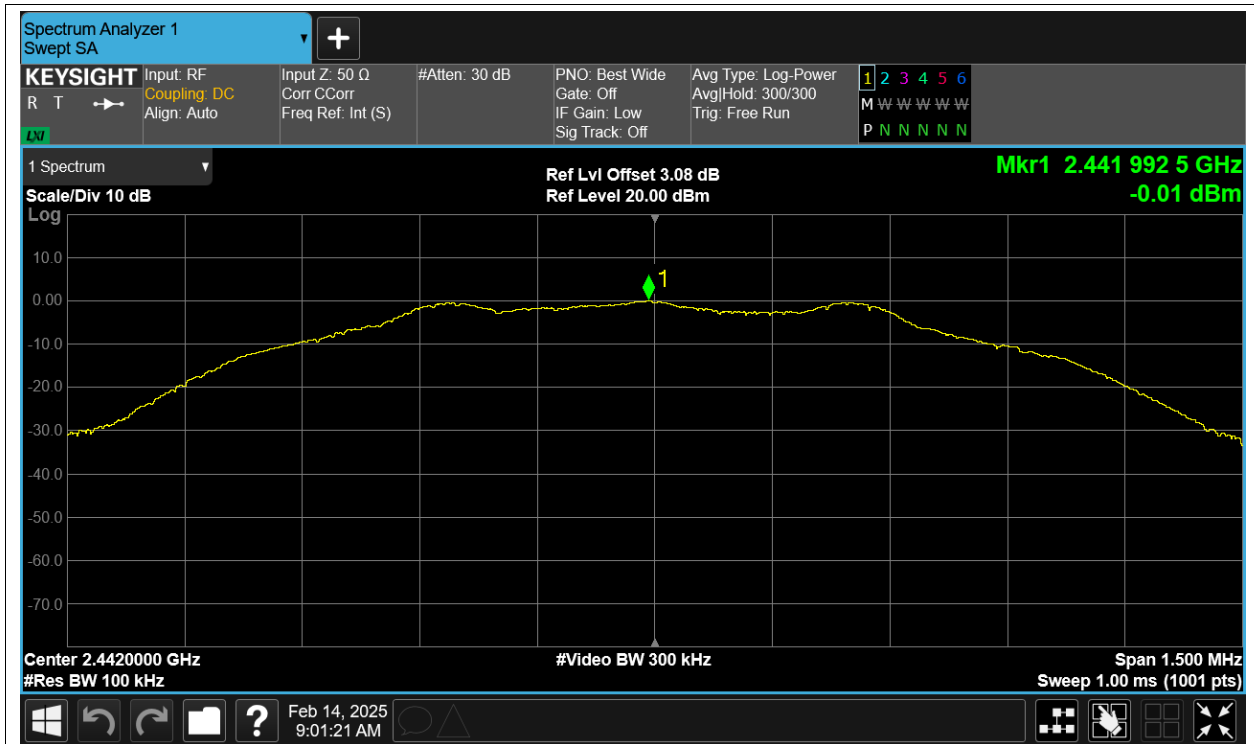 Spectrum Analyzer 1
Swept SA
KEYSIGHT
R T
LXI
Input: RF
Coupling: DC
Align: Auto
Input Z: 50 Ω
Corr CCorr
Freq Ref: Int (S)
#Atten: 30 dB
PNO: Best Wide
Gate: Off
IF Gain: Low
Sig Track: Off
Avg Type: Log-Power
Avg|Hold: 300/300
Trig: Free Run
1 2 3 4 5 6
M W W W W W
P N N N N N
1 Spectrum
Scale/Div 10 dB
Log
Ref Lvl Offset 3.08 dB
Ref Level 20.00 dBm
Mkr1 2.441 992 5 GHz
-0.01 dBm
1
10.0
0.00
-10.0
-20.0
-30.0
-40.0
-50.0
-60.0
-70.0
Center 2.4420000 GHz
#Res BW 100 kHz
#Video BW 300 kHz
Span 1.500 MHz
Sweep 1.00 ms (1001 pts)
?
Feb 14, 2025
9:01:21 AM